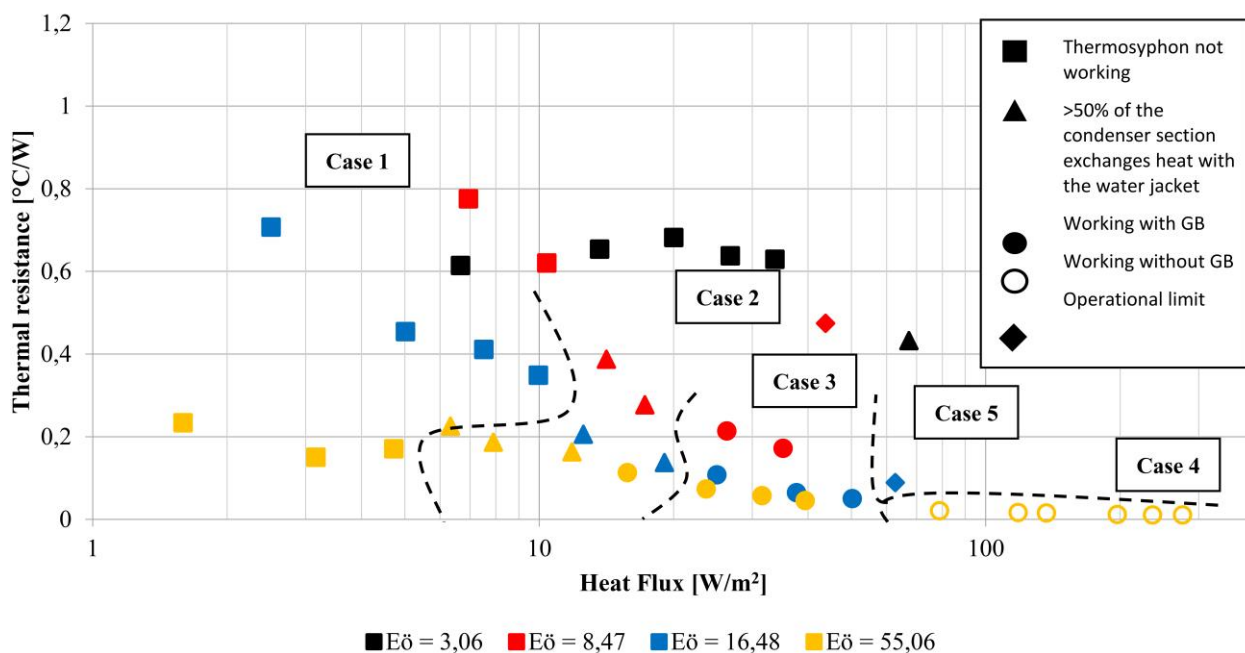 1,2
1
0,8
0,6
0,4
0,2
0
Thermal resistance [°C/W]
Case 1
Case 2
Case 3
Case 5
Case 4
Thermosyphon not
working
>50% of the
condenser section
exchanges heat with
the water jacket
Working with GB
Working without GB
Operational limit
1
10
100
Heat Flux [W/m²]
Eö = 3,06
Eö = 8,47
Eö = 16,48
Eö = 55,06